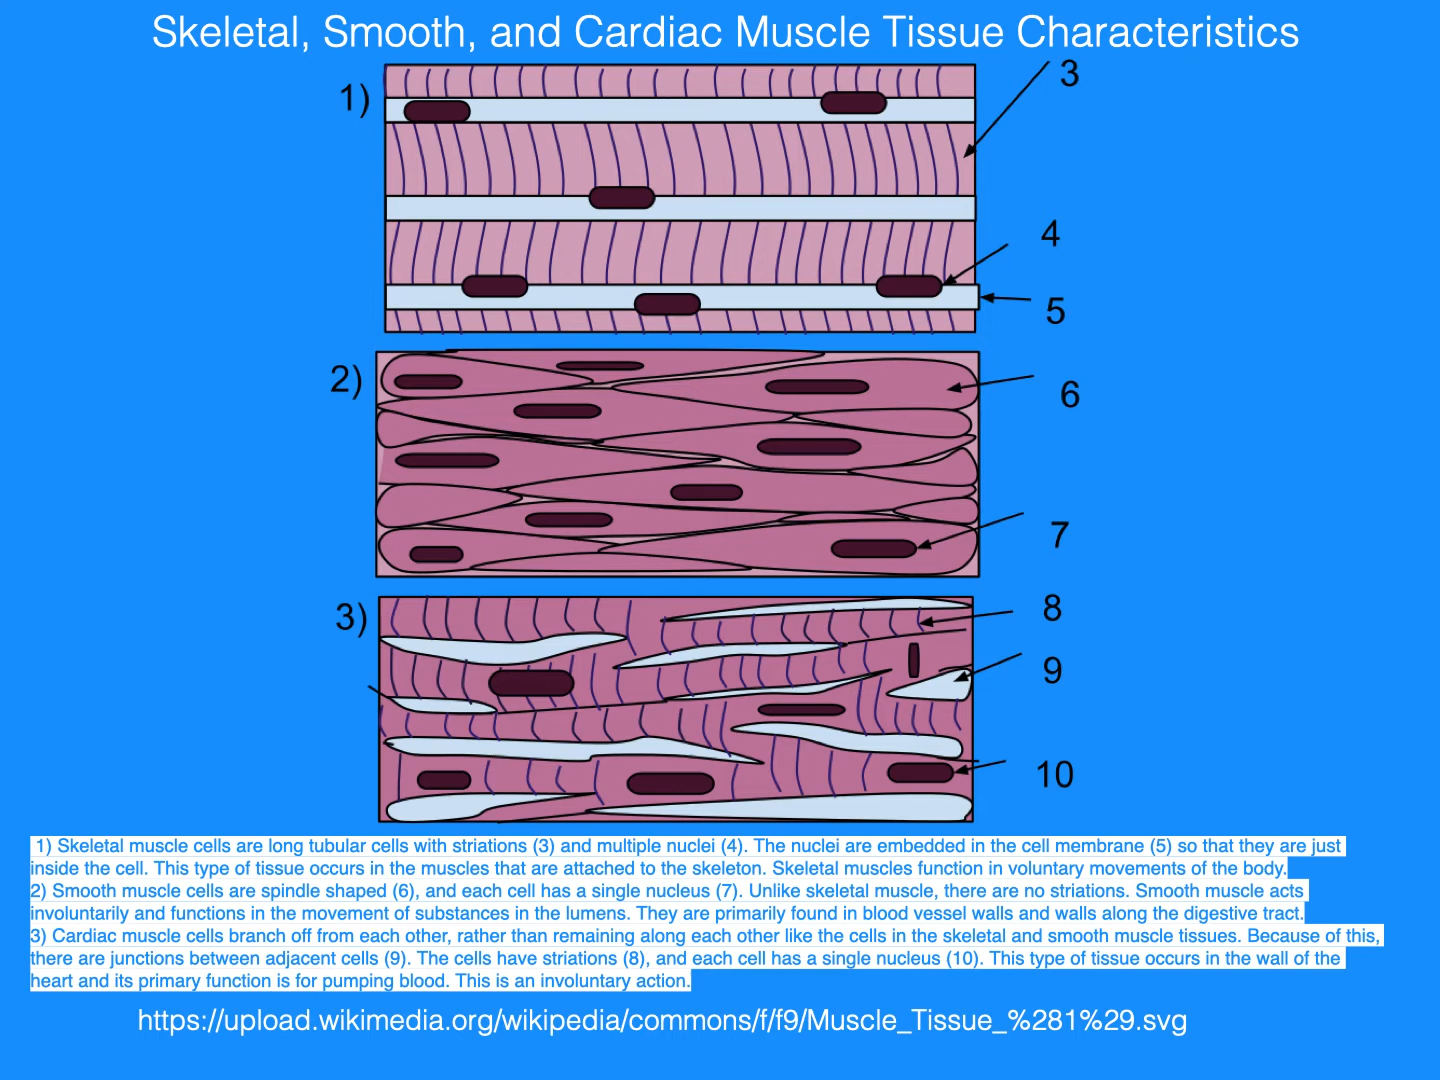 Skeletal, Smooth, and Cardiac Muscle Tissue Characteristics
1)
3
4
5
2)
6
7
3)
8
9
10
1) Skeletal muscle cells are long tubular cells with striations (3) and multiple nuclei (4). The nuclei are embedded in the cell membrane (5) so that they are just
inside the cell. This type of tissue occurs in the muscles that are attached to the skeleton. Skeletal muscles function in voluntary movements of the body.
2) Smooth muscle cells are spindle shaped (6), and each cell has a single nucleus (7). Unlike skeletal muscle, there are no striations. Smooth muscle acts
involuntarily and functions in the movement of substances in the lumens. They are primarily found in blood vessel walls and walls along the digestive tract.
3) Cardiac muscle cells branch off from each other, rather than remaining along each other like the cells in the skeletal and smooth muscle tissues. Because of this,
there are junctions between adjacent cells (9). The cells have striations (8), and each cell has a single nucleus (10). This type of tissue occurs in the wall of the
heart and its primary function is for pumping blood. This is an involuntary action.
https://upload.wikimedia.org/wikipedia/commons/f/f9/Muscle_Tissue_%281%29.svg